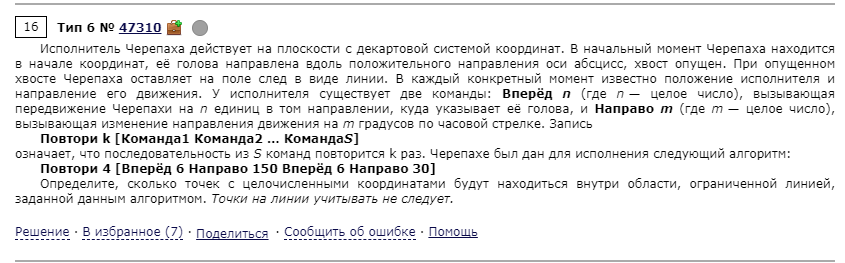 16 Тип 6 № 47310
Исполнитель Черепаха действует на плоскости с декартовой системой координат. В начальный момент Черепаха находится
в начале координат, её голова направлена вдоль положительного направления оси абсцисс, хвост опущен. При опущенном
хвосте Черепаха оставляет на поле след в виде линии. В каждый конкретный момент известно положение исполнителя и
направление его движения. У исполнителя существует две команды: Вперёд n (где n — целое число), вызывающая
передвижение Черепахи на n единиц в том направлении, куда указывает её голова, и Направо m (где m — целое число),
вызывающая изменение направления движения на m градусов по часовой стрелке. Запись
Повтори k [Команда1 Команда2 … КомандаS]
означает, что последовательность из S команд повторится k раз. Черепахе был дан для исполнения следующий алгоритм:
Повтори 4 [Вперёд 6 Направо 150 Вперёд 6 Направо 30]
Определите, сколько точек с целочисленными координатами будут находиться внутри области, ограниченной линией,
заданной данным алгоритмом. Точки на линии учитывать не следует.
Решение · В избранное (7) · Поделиться · Сообщить об ошибке · Помощь